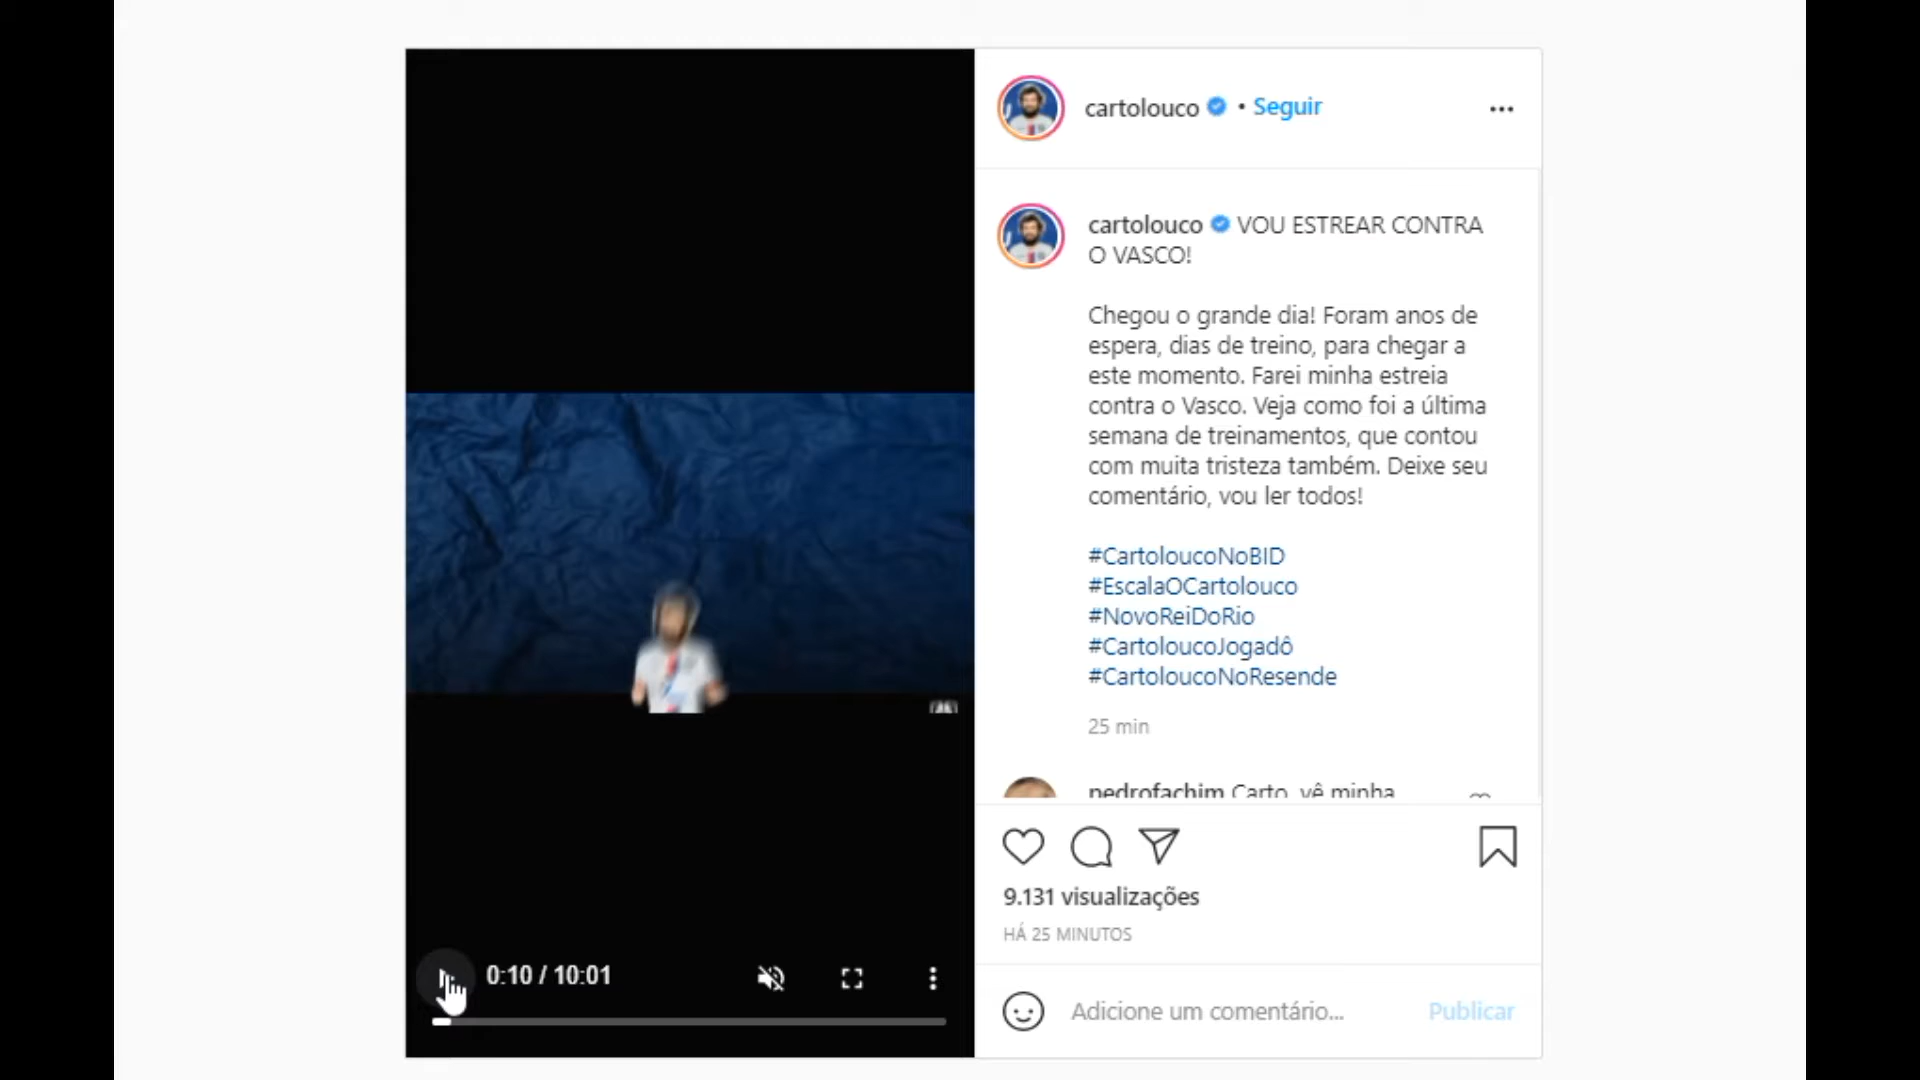 cartolouco • Seguir
cartolouco VOU ESTREAR CONTRA
O VASCO!
Chegou o grande dia! Foram anos de
espera, dias de treino, para chegar a
este momento. Farei minha estreia
contra o Vasco. Veja como foi a última
semana de treinamentos, que contou
com muita tristeza também. Deixe seu
comentário, vou ler todos!
#CartoloucoNoBID
#EscalaOCartolouco
#NovoReiDoRio
#CartoloucoJogadô
#CartoloucoNoResende
25 min
pedrofachim Carto, vê minha
9.131 visualizações
HÁ 25 MINUTOS
0:10 / 10:01
Adicione um comentário... Publicar